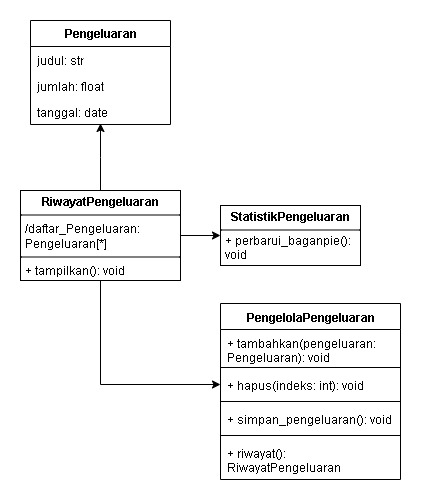 Pengeluaran
judul: str
jumlah: float
tanggal: date
RiwayatPengeluaran
/daftar_Pengeluaran:
Pengeluaran[*]
+ tampilkan(): void
StatistikPengeluaran
+ perbarui_baganpie():
void
PengelolaPengeluaran
+ tambahkan(pengeluaran:
Pengeluaran): void
+ hapus(indeks: int): void
+ simpan_pengeluaran(): void
+ riwayat():
RiwayatPengeluaran